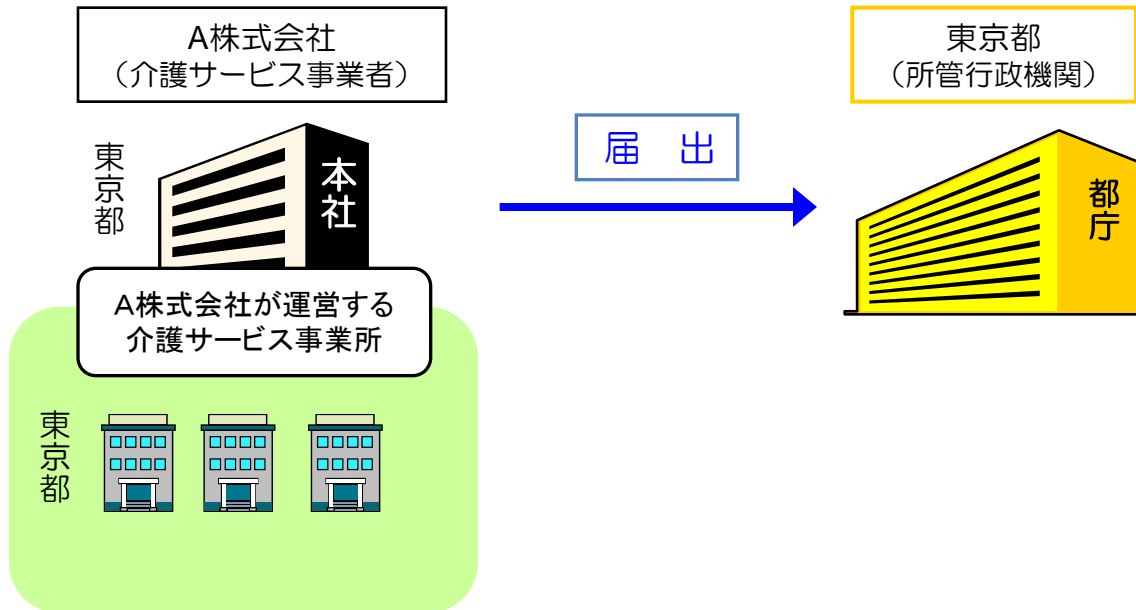 A株式会社
（介護サービス事業者）
東京都
（所管行政機関）
届　出
東京都
本社
都庁
A株式会社が運営する
介護サービス事業所
東京都